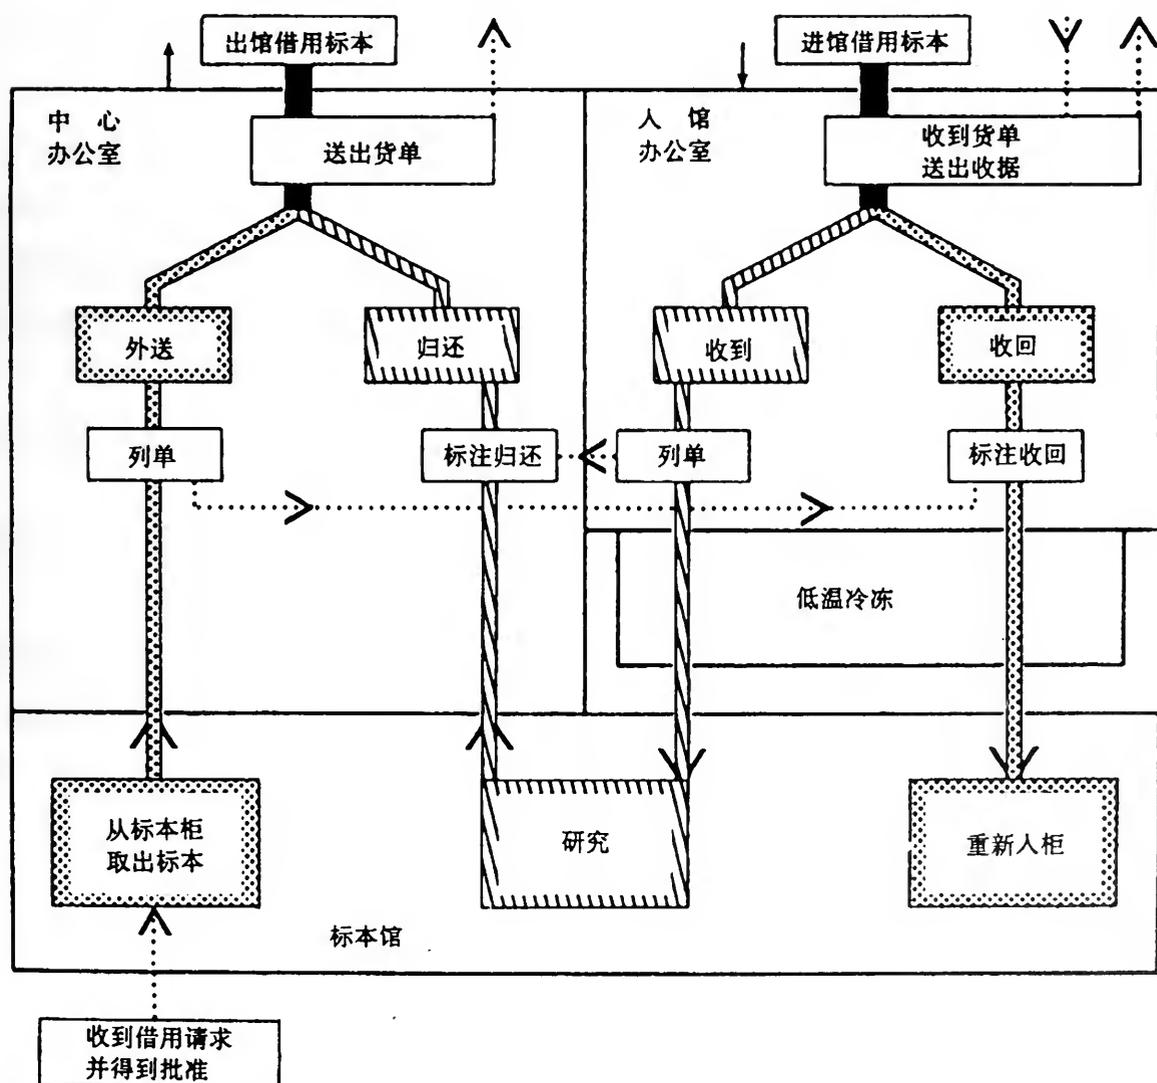 出馆借用标本
进馆借用标本
中 心
办公室
送出货单
人 馆
办公室
收到货单
送出收据
外送
归还
收到
收回
列单
标注归还
列单
标注收回
低温冷冻
从标本柜
取出标本
研究
重新人柜
标本馆
收到借用请求
并得到批准